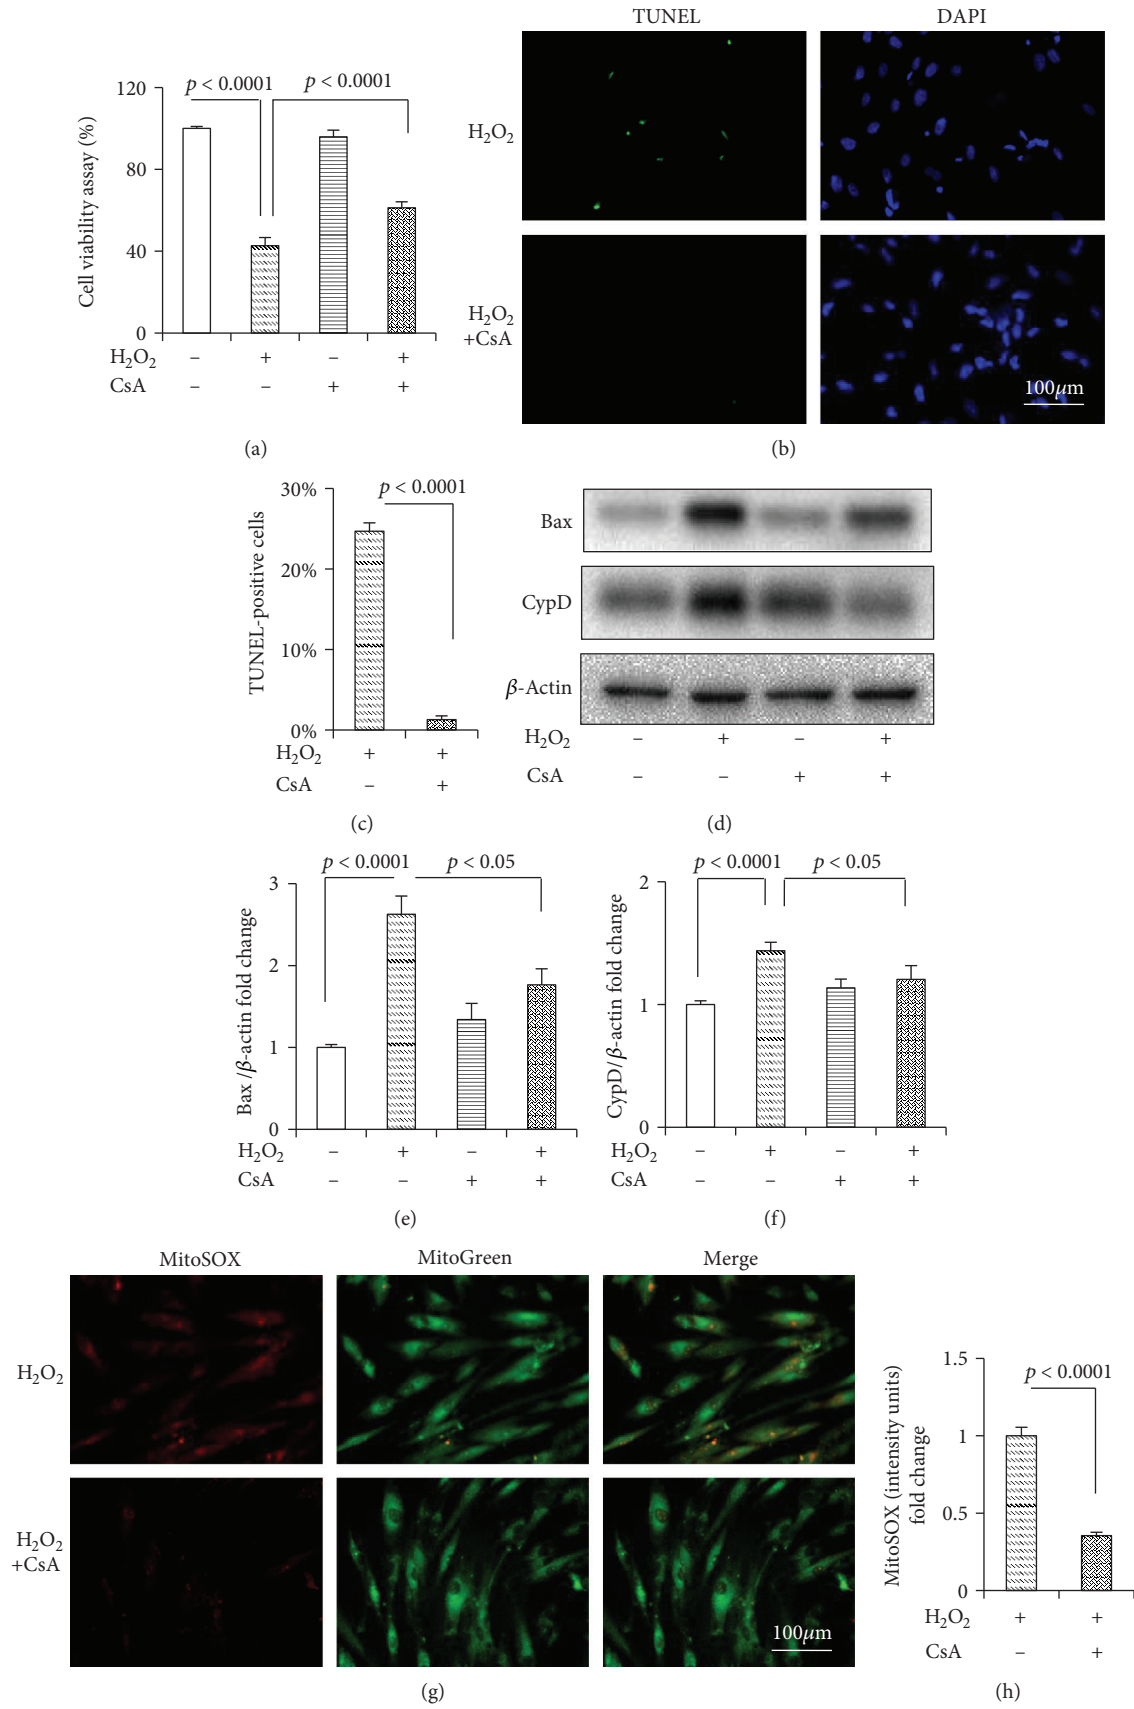 TUNEL
DAPI
p < 0.0001
p < 0.0001
Cell viability assay (%)
120
80
40
0
H₂O₂ – + – +
CsA – – + +
(a)
H₂O₂
H₂O₂
+CsA
100μm
(b)
p < 0.0001
TUNEL-positive cells
30%
20%
10%
0%
H₂O₂ + +
CsA – +
(c)
Bax
CypD
β-Actin
H₂O₂ – + – +
CsA – – + +
(d)
p < 0.0001
p < 0.05
Bax /β-actin fold change
3
2
1
0
H₂O₂ – + – +
CsA – – + +
(e)
p < 0.0001
p < 0.05
CypD/β-actin fold change
2
1
0
H₂O₂ – + – +
CsA – – + +
(f)
MitoSOX
MitoGreen
Merge
H₂O₂
H₂O₂
+CsA
100μm
(g)
p < 0.0001
MitoSOX (intensity units)
fold change
1.5
1
0.5
0
H₂O₂ + +
CsA – +
(h)